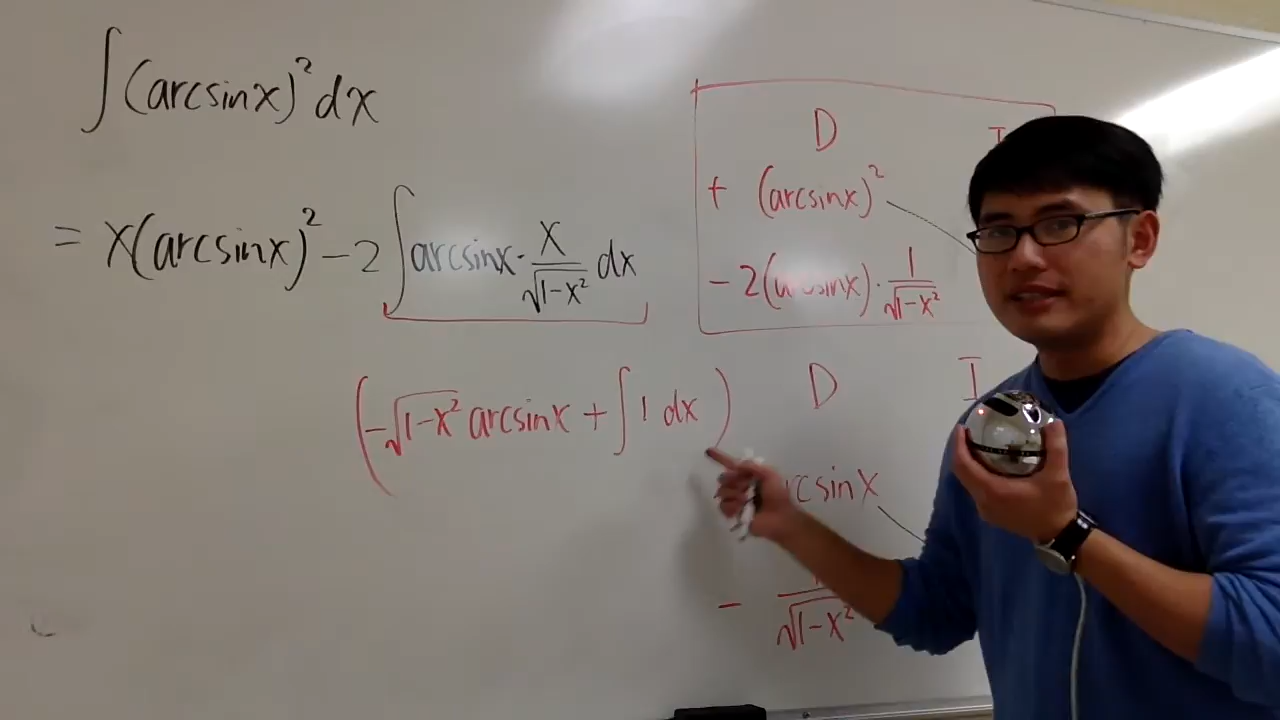 ∫(arcsinx)² dx
= x(arcsinx)² - 2 ∫ arcsinx · x/√(1-x²) dx
(-√(1-x²) arcsinx + ∫ 1 dx )
D I
+ (arcsinx)²
- 2(arcsinx) · 1/√(1-x²)
D I
arcsinx
- 1/√(1-x²)